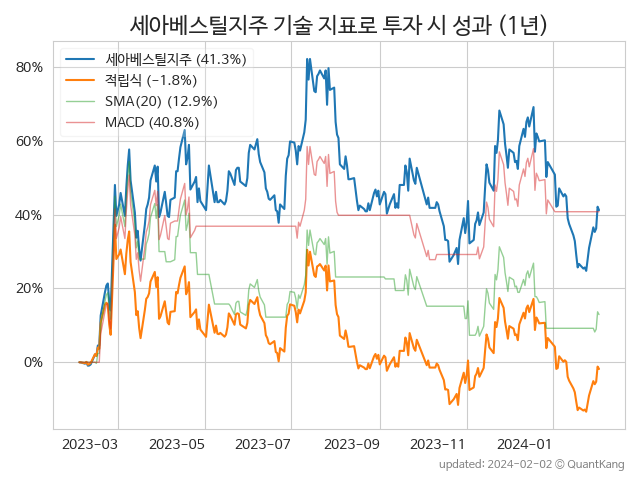 세아베스틸지주 기술 지표로 투자 시 성과 (1년)
세아베스틸지주 (41.3%)
적립식 (−1.8%)
SMA(20) (12.9%)
MACD (40.8%)
80%
60%
40%
20%
0%
2023−03 2023−05 2023−07 2023−09 2023−11 2024−01
updated: 2024-02-02 © QuantKang